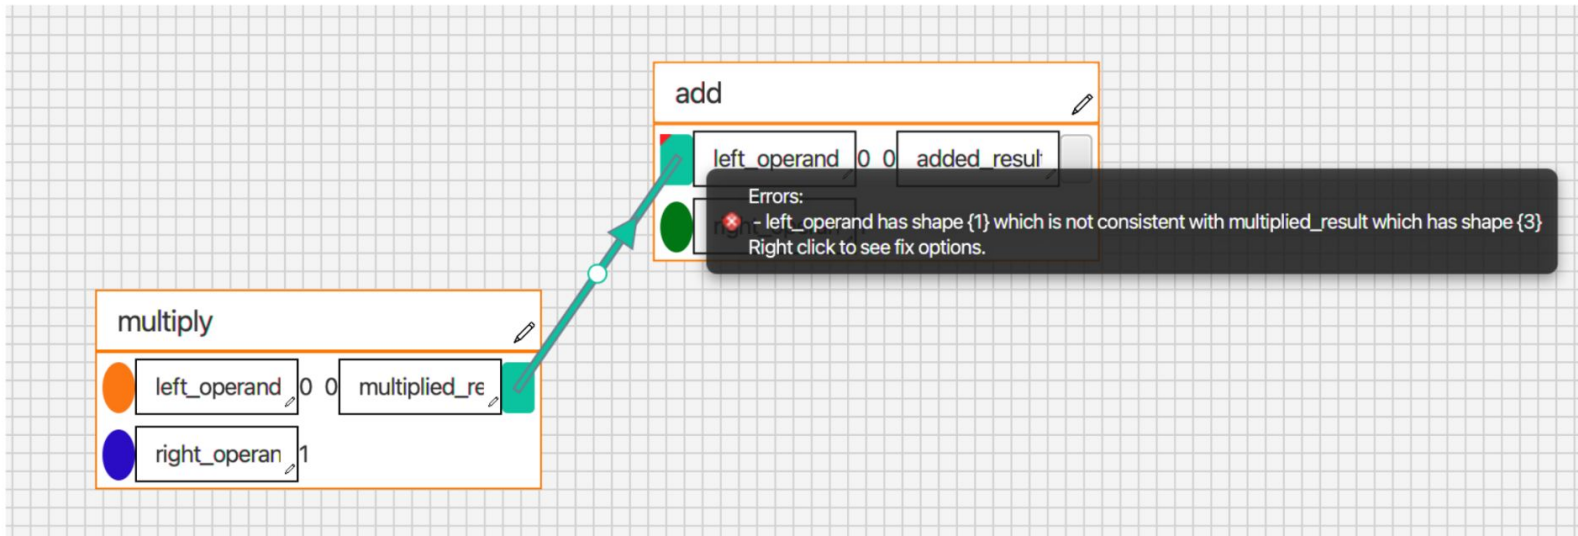 add
left_operand 0 0 added_resul
Errors:
- left_operand has shape {1} which is not consistent with multiplied_result which has shape {3}
Right click to see fix options.
multiply
left_operand 0 0 multiplied_re
right_operan 1